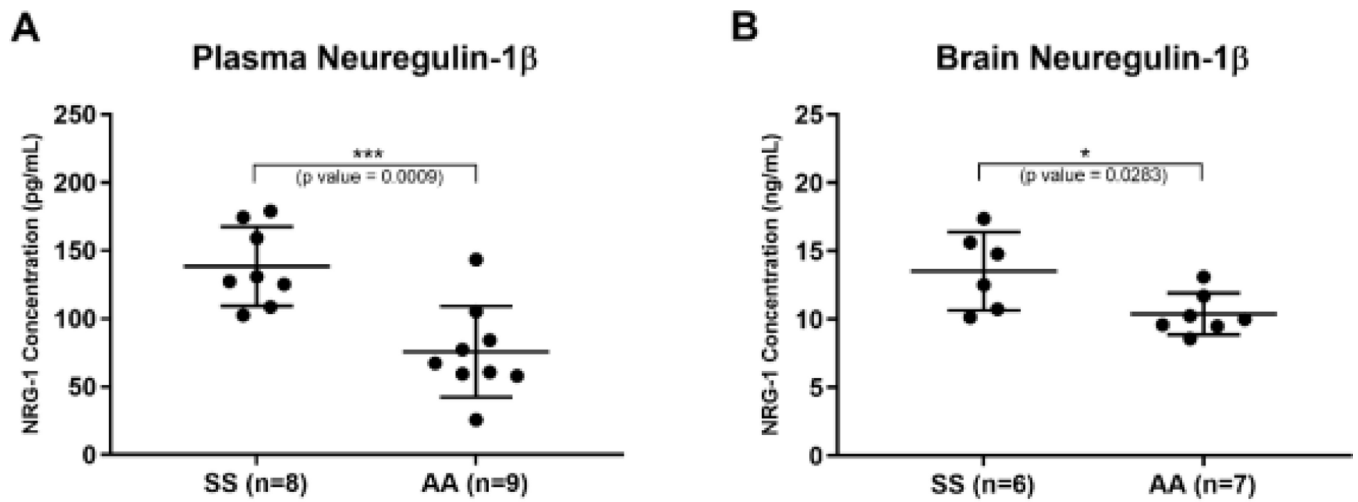 A
Plasma Neuregulin-1β
NRG-1 Concentration (pg/mL)
250
200
150
100
50
0
***
(p value = 0.0009)
SS (n=8)
AA (n=9)
B
Brain Neuregulin-1β
NRG-1 Concentration (ng/mL)
25
20
15
10
5
0
*
(p value = 0.0283)
SS (n=6)
AA (n=7)